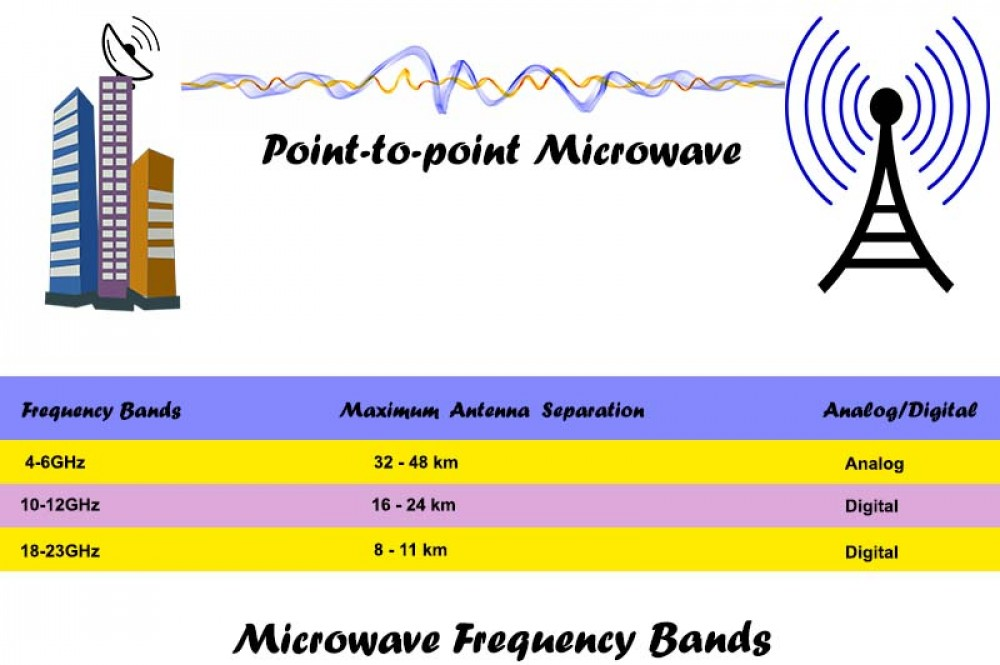 Point-to-point Microwave
Frequency Bands Maximum Antenna Separation Analog/Digital
4-6GHz 32 - 48 km Analog
10-12GHz 16 - 24 km Digital
18-23GHz 8 - 11 km Digital
Microwave Frequency Bands